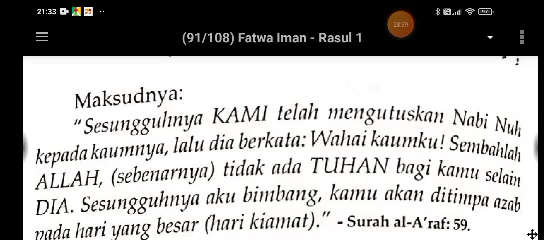 21:33
28:59
(91/108) Fatwa Iman - Rasul 1
Maksudnya:
"Sesungguhnya KAMI telah mengutuskan Nabi Nuh
kepada kaumnya, lalu dia berkata: Wahai kaumku! Sembahlah
ALLAH, (sebenarnya) tidak ada TUHAN bagi kamu selain
DIA. Sesungguhnya aku bimbang, kamu akan ditimpa azab
pada hari yang besar (hari kiamat)." - Surah al-A'raf: 59.